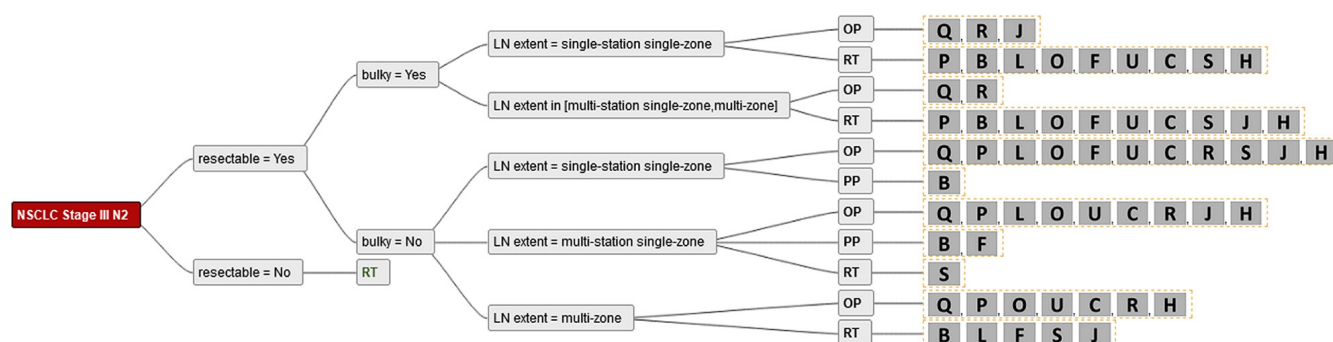 LN extent = single-station single-zone
OP
Q, R, J
RT
P, B, L, O, F, U, C, S, H
bulky = Yes
LN extent in [multi-station single-zone,multi-zone]
OP
Q, R
RT
P, B, L, O, F, U, C, S, J, H
resectable = Yes
LN extent = single-station single-zone
OP
Q, P, L, O, F, U, C, R, S, J, H
PP
B
NSCLC Stage III N2
bulky = No
LN extent = multi-station single-zone
OP
Q, P, L, O, U, C, R, J, H
PP
B, F
RT
S
resectable = No
RT
LN extent = multi-zone
OP
Q, P, O, U, C, R, H
RT
B, L, F, S, J